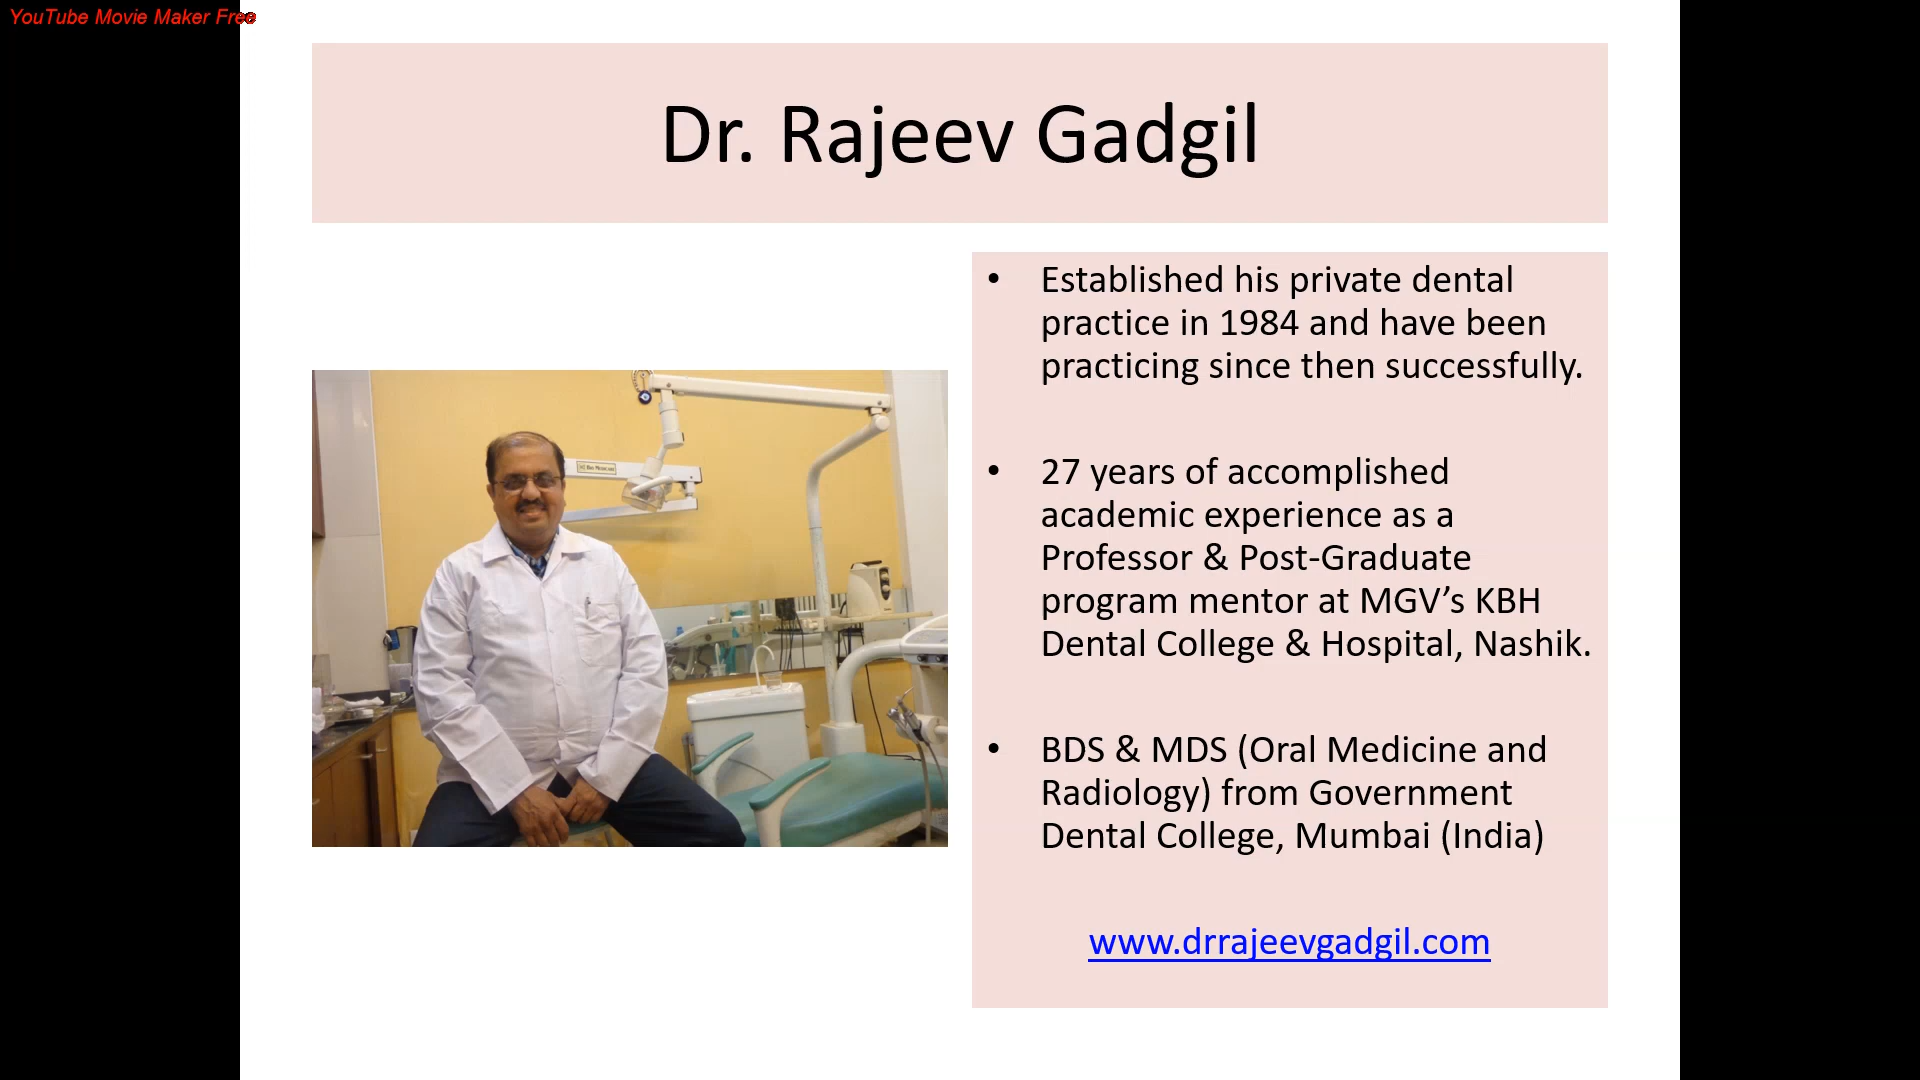 YouTube Movie Maker Free
Dr. Rajeev Gadgil
• Established his private dental
practice in 1984 and have been
practicing since then successfully.
• 27 years of accomplished
academic experience as a
Professor & Post-Graduate
program mentor at MGV’s KBH
Dental College & Hospital, Nashik.
• BDS & MDS (Oral Medicine and
Radiology) from Government
Dental College, Mumbai (India)
www.drrajeevgadgil.com